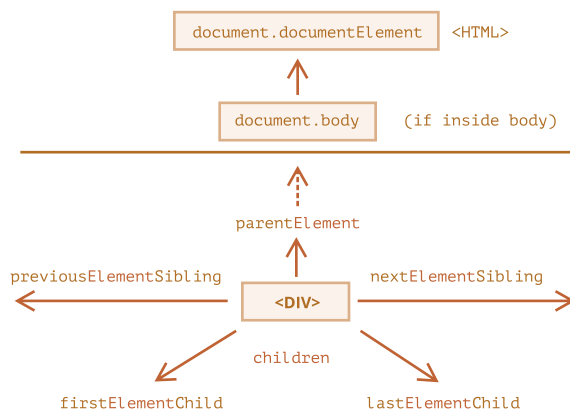 document.documentElement <HTML>
document.body (if inside body)
parentElement
previousElementSibling nextElementSibling
<DIV>
children
firstElementChild lastElementChild